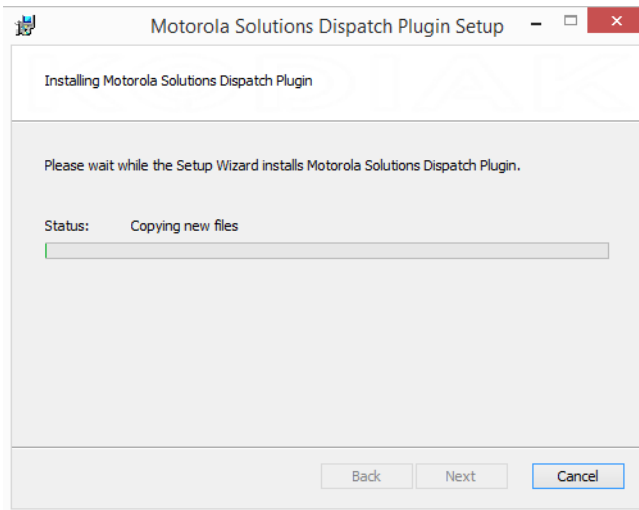 Motorola Solutions Dispatch Plugin Setup
Installing Motorola Solutions Dispatch Plugin
KODIAK
Please wait while the Setup Wizard installs Motorola Solutions Dispatch Plugin.
Status: Copying new files
Back Next Cancel